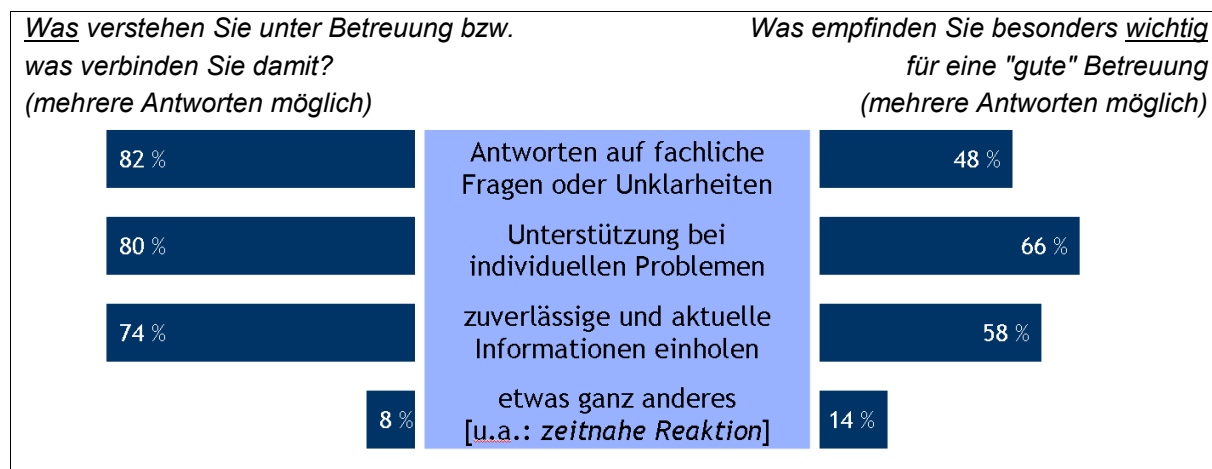 Was verstehen Sie unter Betreuung bzw.
was verbinden Sie damit?
(mehrere Antworten möglich)
Was empfinden Sie besonders wichtig
für eine "gute" Betreuung
(mehrere Antworten möglich)
82 %
Antworten auf fachliche
Fragen oder Unklarheiten
48 %
80 %
Unterstützung bei
individuellen Problemen
66 %
74 %
zuverlässige und aktuelle
Informationen einholen
58 %
8 %
etwas ganz anderes
[u.a.: zeitnahe Reaktion]
14 %